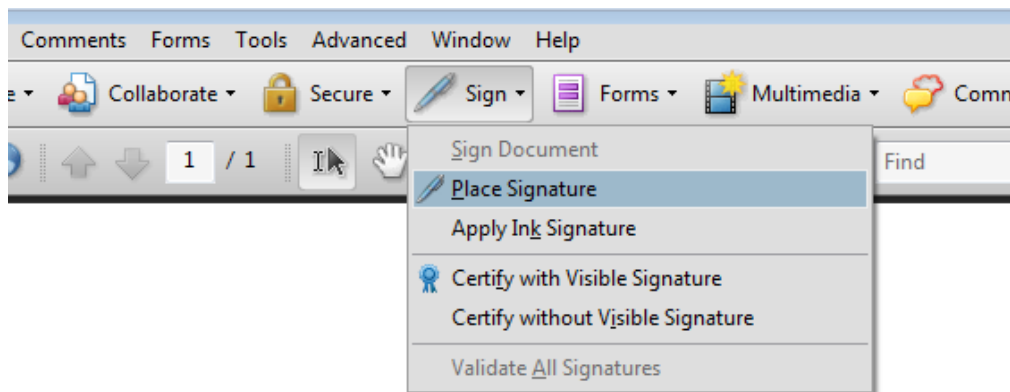 Comments Forms Tools Advanced Window Help
Collaborate Secure Sign Forms Multimedia
1 / 1 Find
Sign Document
Place Signature
Apply Ink Signature
Certify with Visible Signature
Certify without Visible Signature
Validate All Signatures